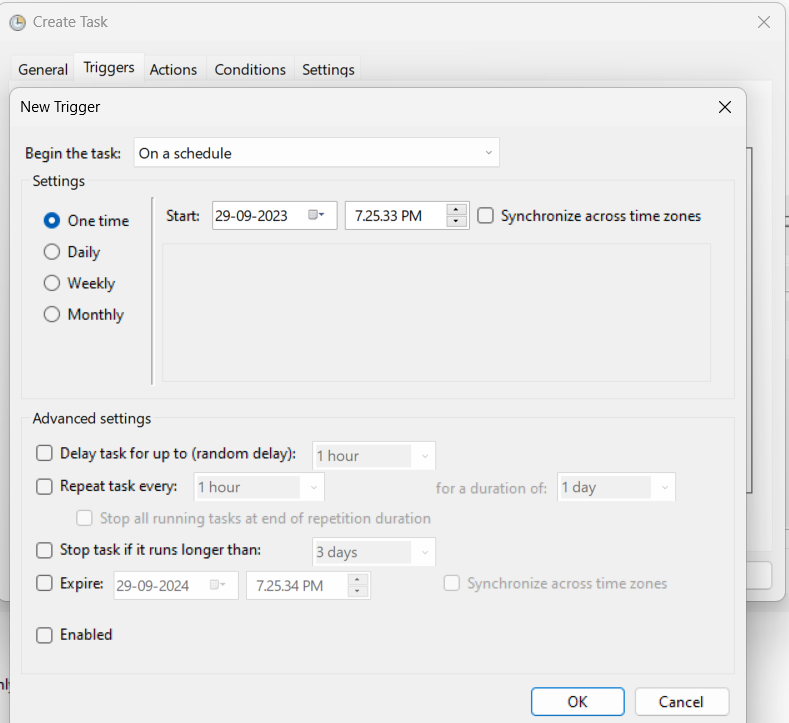 Create Task
General Triggers Actions Conditions Settings
New Trigger
Begin the task: On a schedule
Settings
One time
Start: 29-09-2023 7.25.33 PM Synchronize across time zones
Daily
Weekly
Monthly
Advanced settings
Delay task for up to (random delay): 1 hour
Repeat task every: 1 hour for a duration of: 1 day
Stop all running tasks at end of repetition duration
Stop task if it runs longer than: 3 days
Expire: 29-09-2024 7.25.34 PM Synchronize across time zones
Enabled
OK Cancel